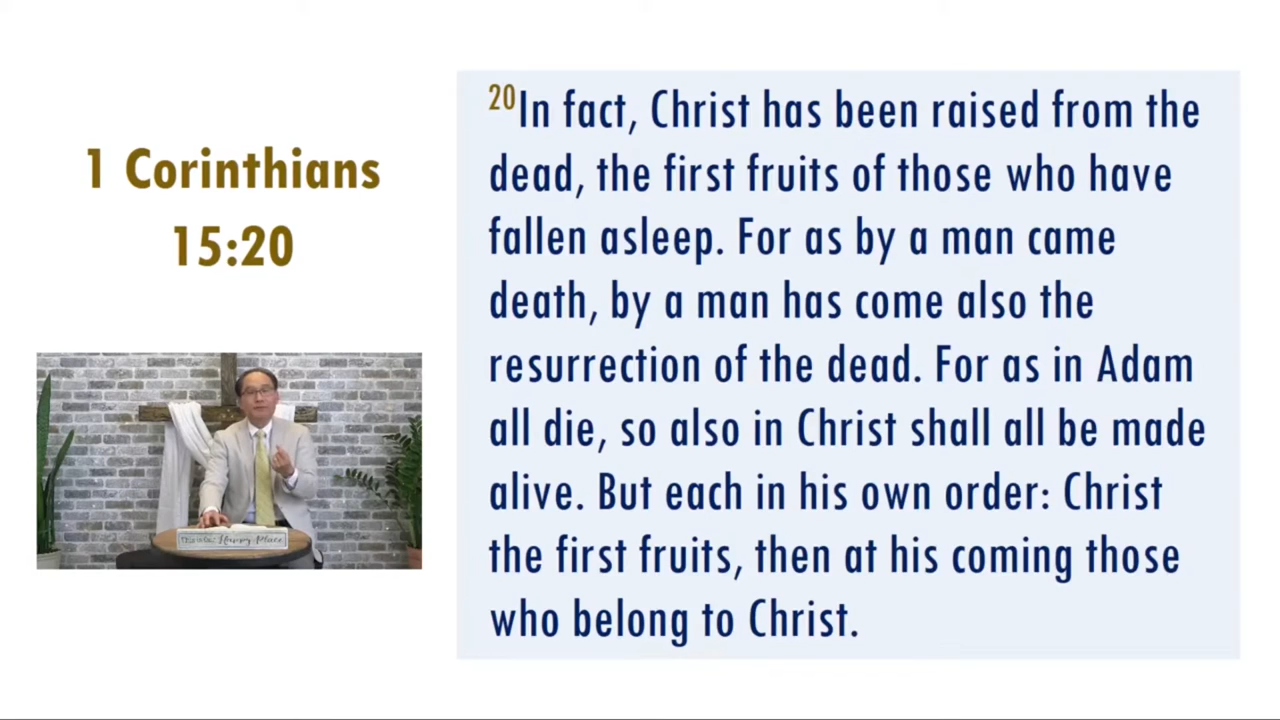 1 Corinthians
15:20
20In fact, Christ has been raised from the
dead, the first fruits of those who have
fallen asleep. For as by a man came
death, by a man has come also the
resurrection of the dead. For as in Adam
all die, so also in Christ shall all be made
alive. But each in his own order: Christ
the first fruits, then at his coming those
who belong to Christ.
Happy Place